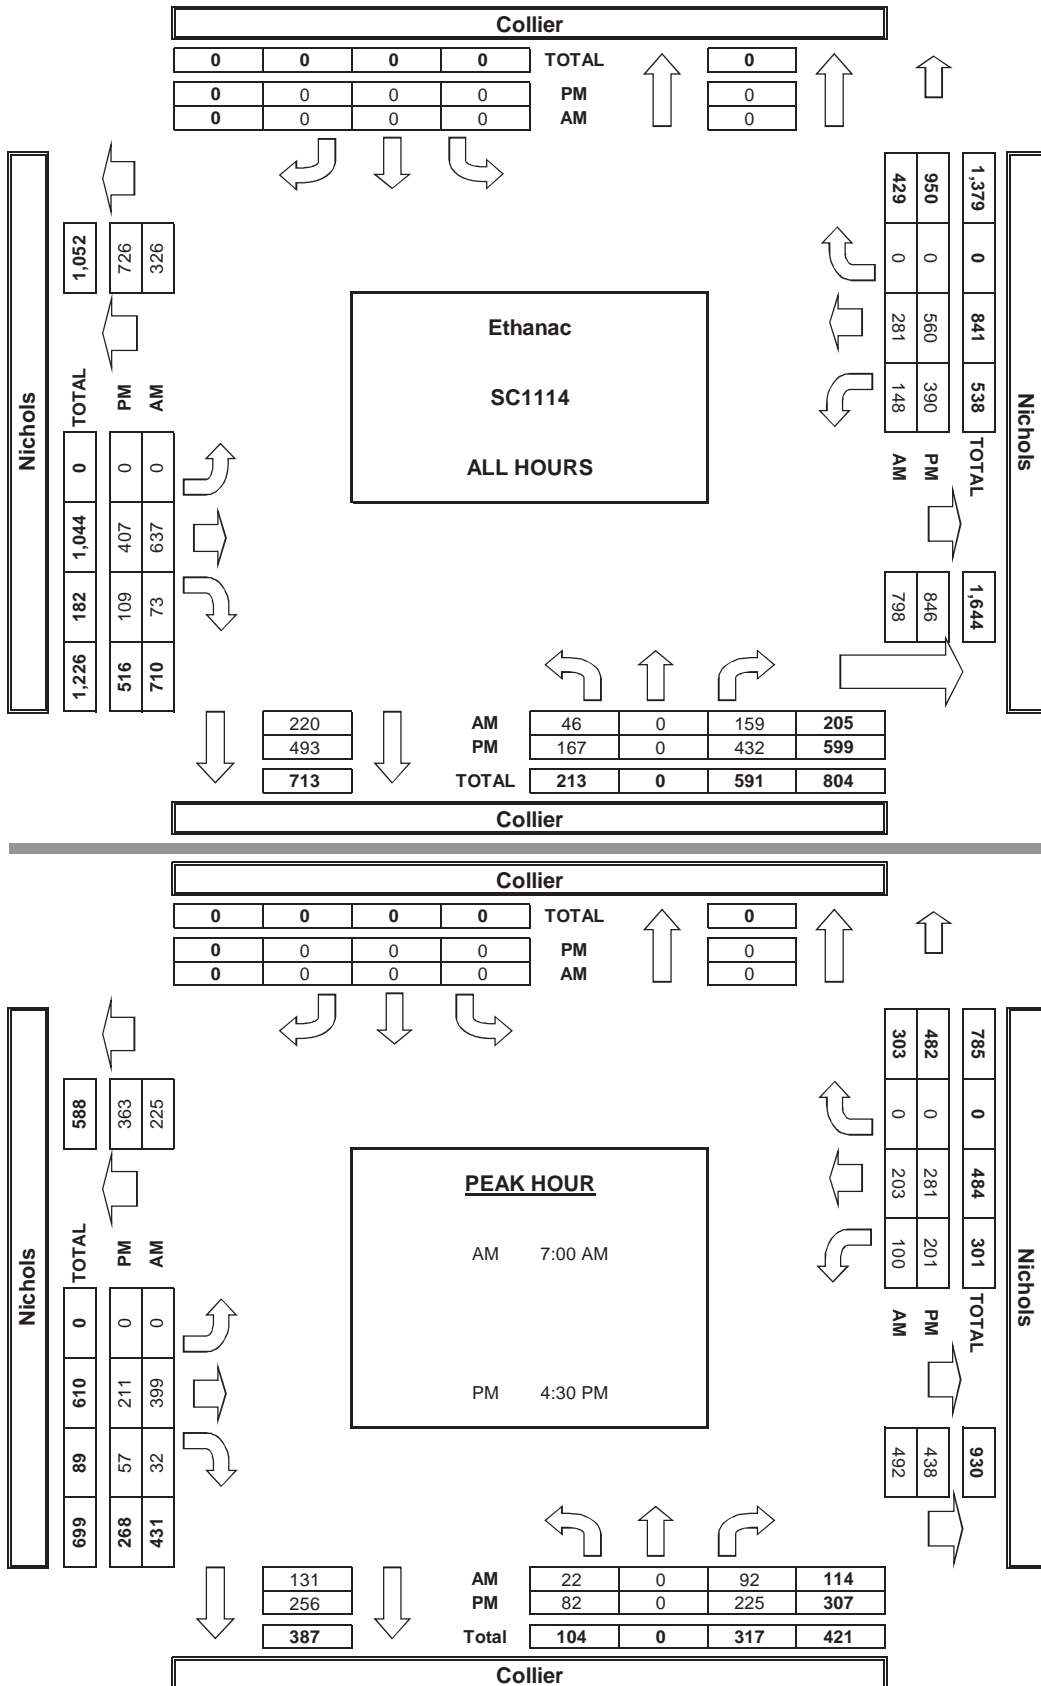 Collier
0 0 0 0 TOTAL 0
0 0 0 0 PM 0
0 0 0 0 AM 0
Nichols
1,052
726
326
TOTAL 0 1,044 182 1,226
PM 0 407 109 516
AM 0 637 73 710
Ethanac
SC1114
ALL HOURS
1,379 0 841 538 TOTAL 1,644
950 0 560 390 PM 846
429 0 281 148 AM 798
Nichols
220 AM 46 0 159 205
493 PM 167 0 432 599
713 TOTAL 213 0 591 804
Collier
Collier
0 0 0 0 TOTAL 0
0 0 0 0 PM 0
0 0 0 0 AM 0
Nichols
588
363
225
TOTAL 0 610 89 699
PM 0 211 57 268
AM 0 399 32 431
PEAK HOUR
AM 7:00 AM
PM 4:30 PM
785 0 484 301 TOTAL 930
482 0 281 201 PM 438
303 0 203 100 AM 492
Nichols
131 AM 22 0 92 114
256 PM 82 0 225 307
387 Total 104 0 317 421
Collier